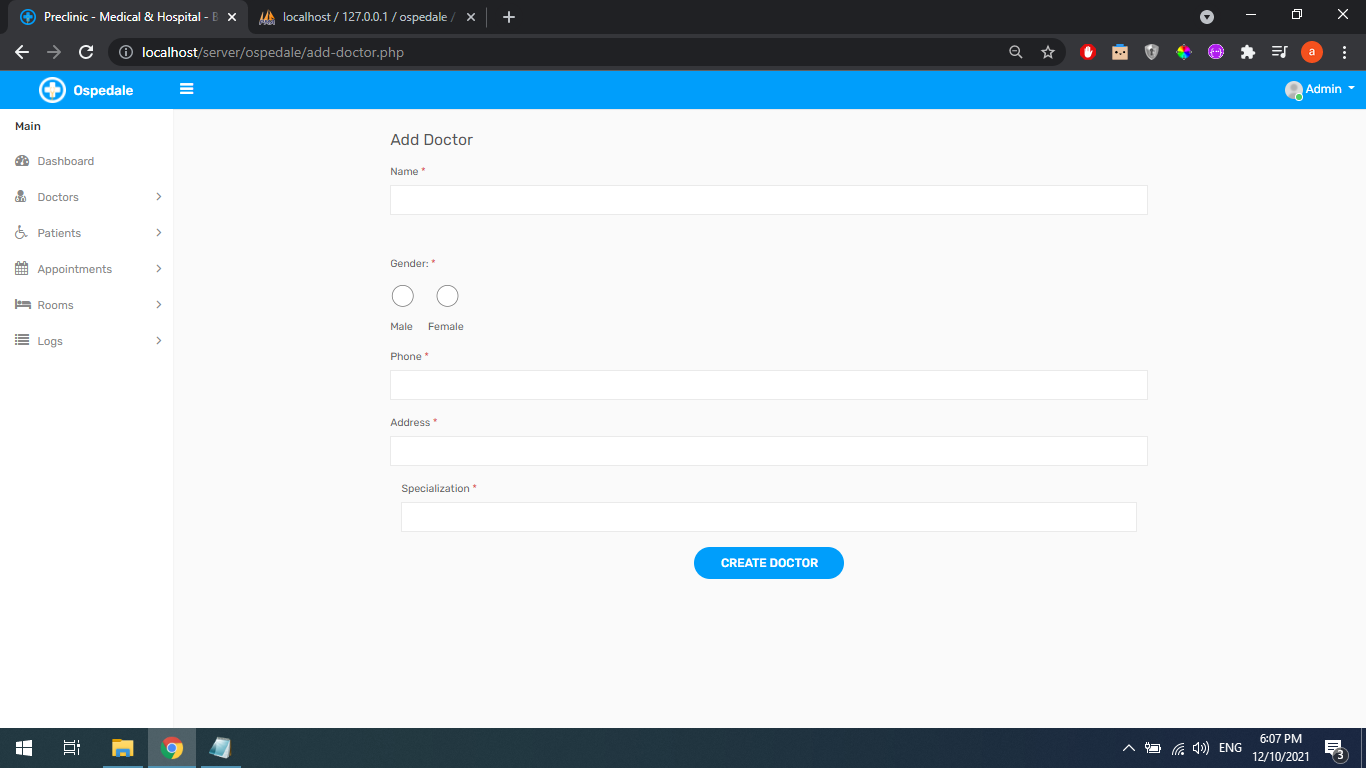 Preclinic - Medical & Hospital - B
localhost / 127.0.0.1 / ospedale /
localhost/server/ospedale/add-doctor.php
a
Ospedale
Admin
Main
Dashboard
Doctors
Patients
Appointments
Rooms
Logs
Add Doctor
Name *
Gender: *
Male Female
Phone *
Address *
Specialization *
CREATE DOCTOR
ENG
6:07 PM
12/10/2021
3